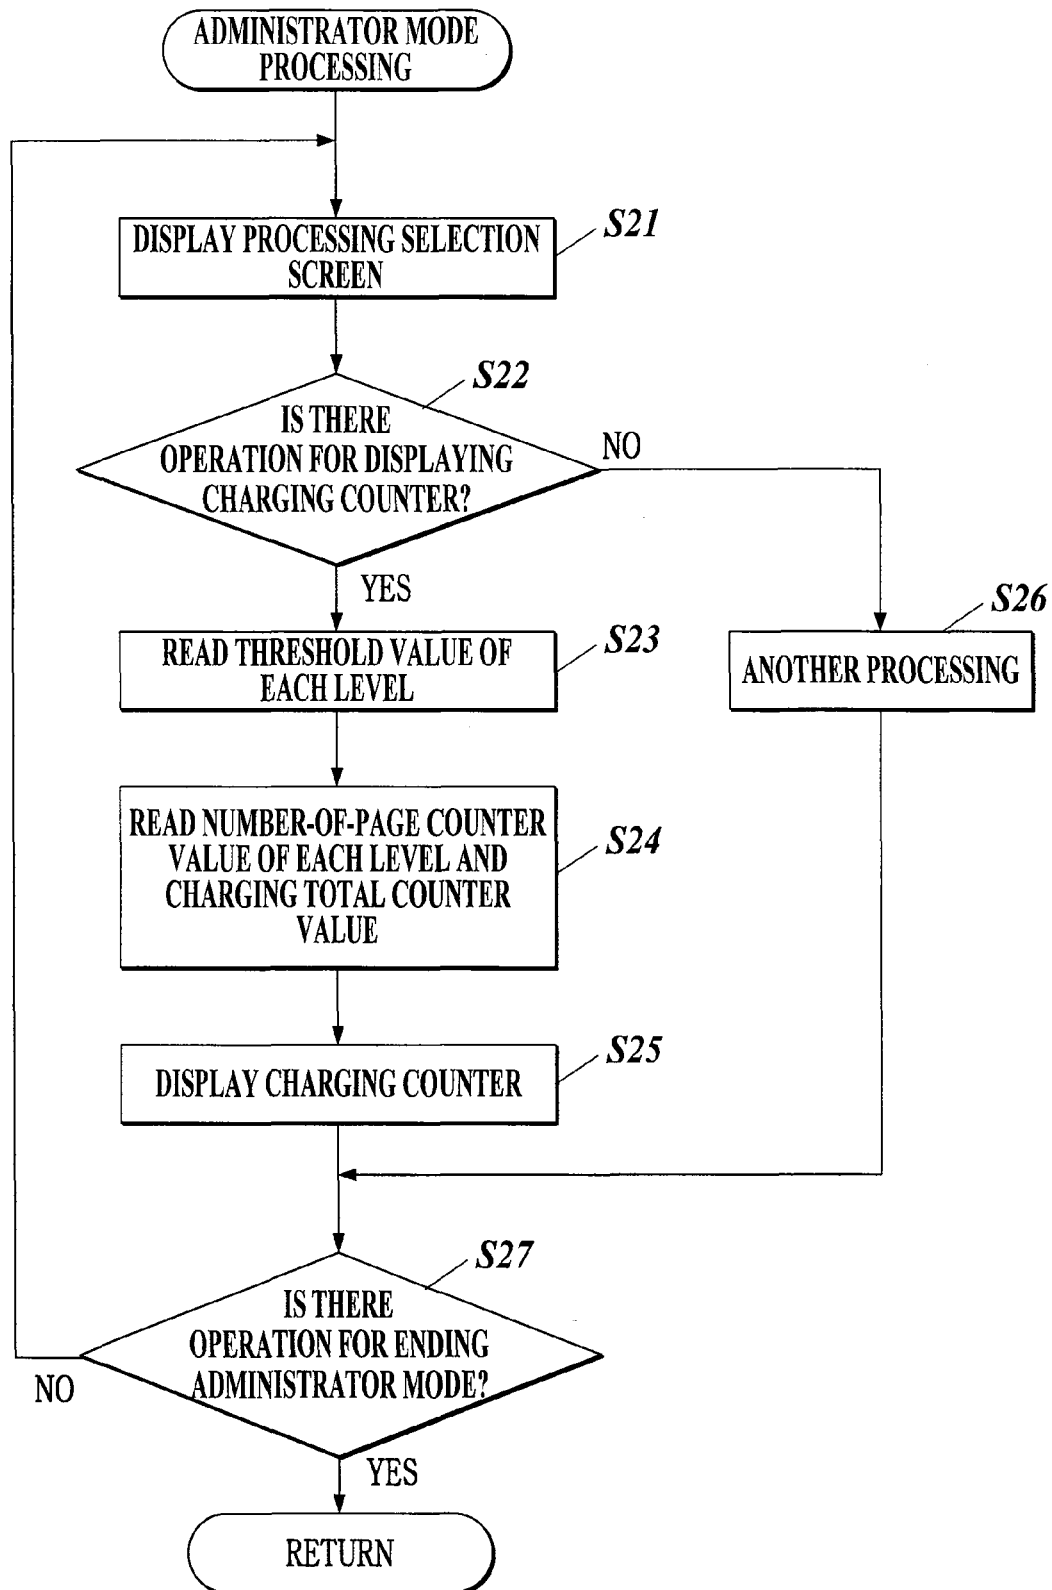 ADMINISTRATOR MODE
PROCESSING
DISPLAY PROCESSING SELECTION
SCREEN
S21
S22
IS THERE
OPERATION FOR DISPLAYING
CHARGING COUNTER?
NO
YES
READ THRESHOLD VALUE OF
EACH LEVEL
S23
S26
ANOTHER PROCESSING
READ NUMBER-OF-PAGE COUNTER
VALUE OF EACH LEVEL AND
CHARGING TOTAL COUNTER
VALUE
S24
DISPLAY CHARGING COUNTER
S25
S27
IS THERE
OPERATION FOR ENDING
ADMINISTRATOR MODE?
NO
YES
RETURN